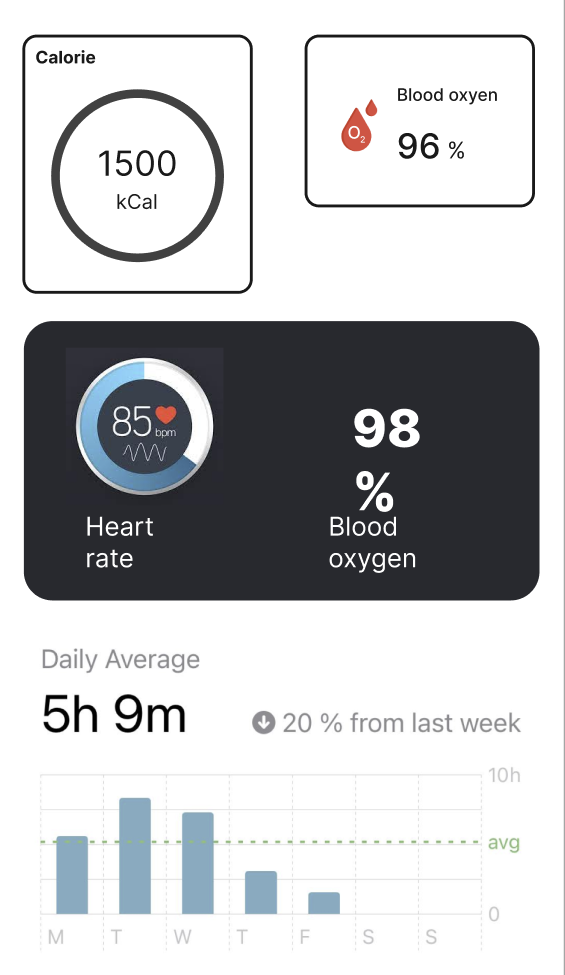 Calorie
1500
kCal
Blood oxyen
O₂
96 %
85
bpm
Heart
rate
98
%
Blood
oxygen
Daily Average
5h 9m
20 % from last week
10h
avg
0
M T W T F S S